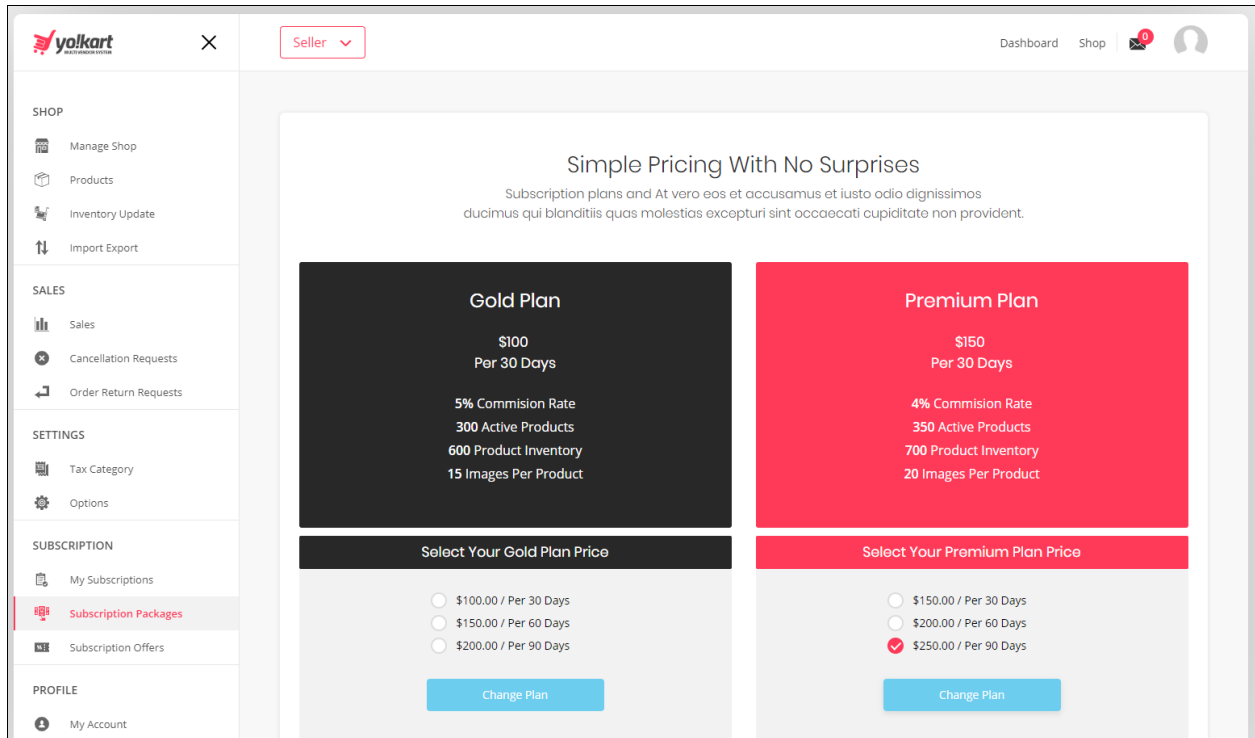 yo!kart
MULTI VENDOR SYSTEM
Seller
Dashboard
Shop
0
SHOP
Manage Shop
Products
Inventory Update
Import Export
SALES
Sales
Cancellation Requests
Order Return Requests
SETTINGS
Tax Category
Options
SUBSCRIPTION
My Subscriptions
Subscription Packages
Subscription Offers
PROFILE
My Account
Simple Pricing With No Surprises
Subscription plans and At vero eos et accusamus et iusto odio dignissimos
ducimus qui blanditiis quas molestias excepturi sint occaecati cupiditate non provident.
Gold Plan
$100
Per 30 Days
5% Commision Rate
300 Active Products
600 Product Inventory
15 Images Per Product
Select Your Gold Plan Price
$100.00 / Per 30 Days
$150.00 / Per 60 Days
$200.00 / Per 90 Days
Change Plan
Premium Plan
$150
Per 30 Days
4% Commision Rate
350 Active Products
700 Product Inventory
20 Images Per Product
Select Your Premium Plan Price
$150.00 / Per 30 Days
$200.00 / Per 60 Days
$250.00 / Per 90 Days
Change Plan